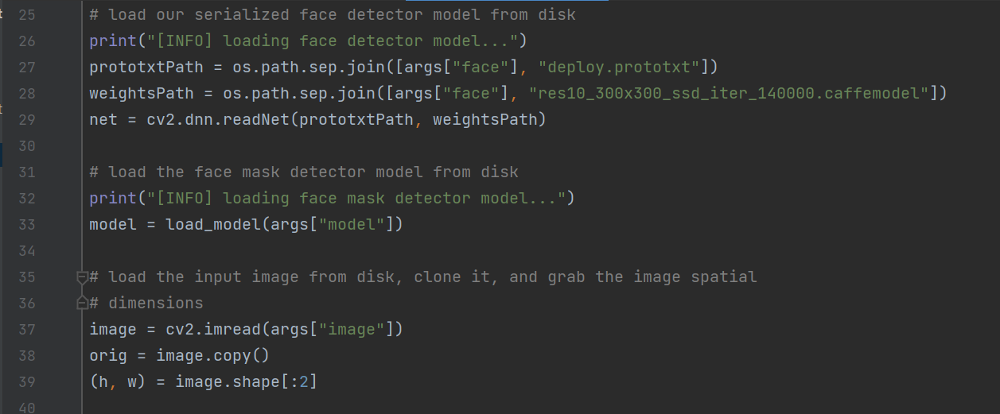 25 # load our serialized face detector model from disk
26 print("[INFO] loading face detector model...")
27 prototxtPath = os.path.sep.join([args["face"], "deploy.prototxt"])
28 weightsPath = os.path.sep.join([args["face"], "res10_300x300_ssd_iter_140000.caffemodel"])
29 net = cv2.dnn.readNet(prototxtPath, weightsPath)
30
31 # load the face mask detector model from disk
32 print("[INFO] loading face mask detector model...")
33 model = load_model(args["model"])
34
35 # load the input image from disk, clone it, and grab the image spatial
36 # dimensions
37 image = cv2.imread(args["image"])
38 orig = image.copy()
39 (h, w) = image.shape[:2]
40